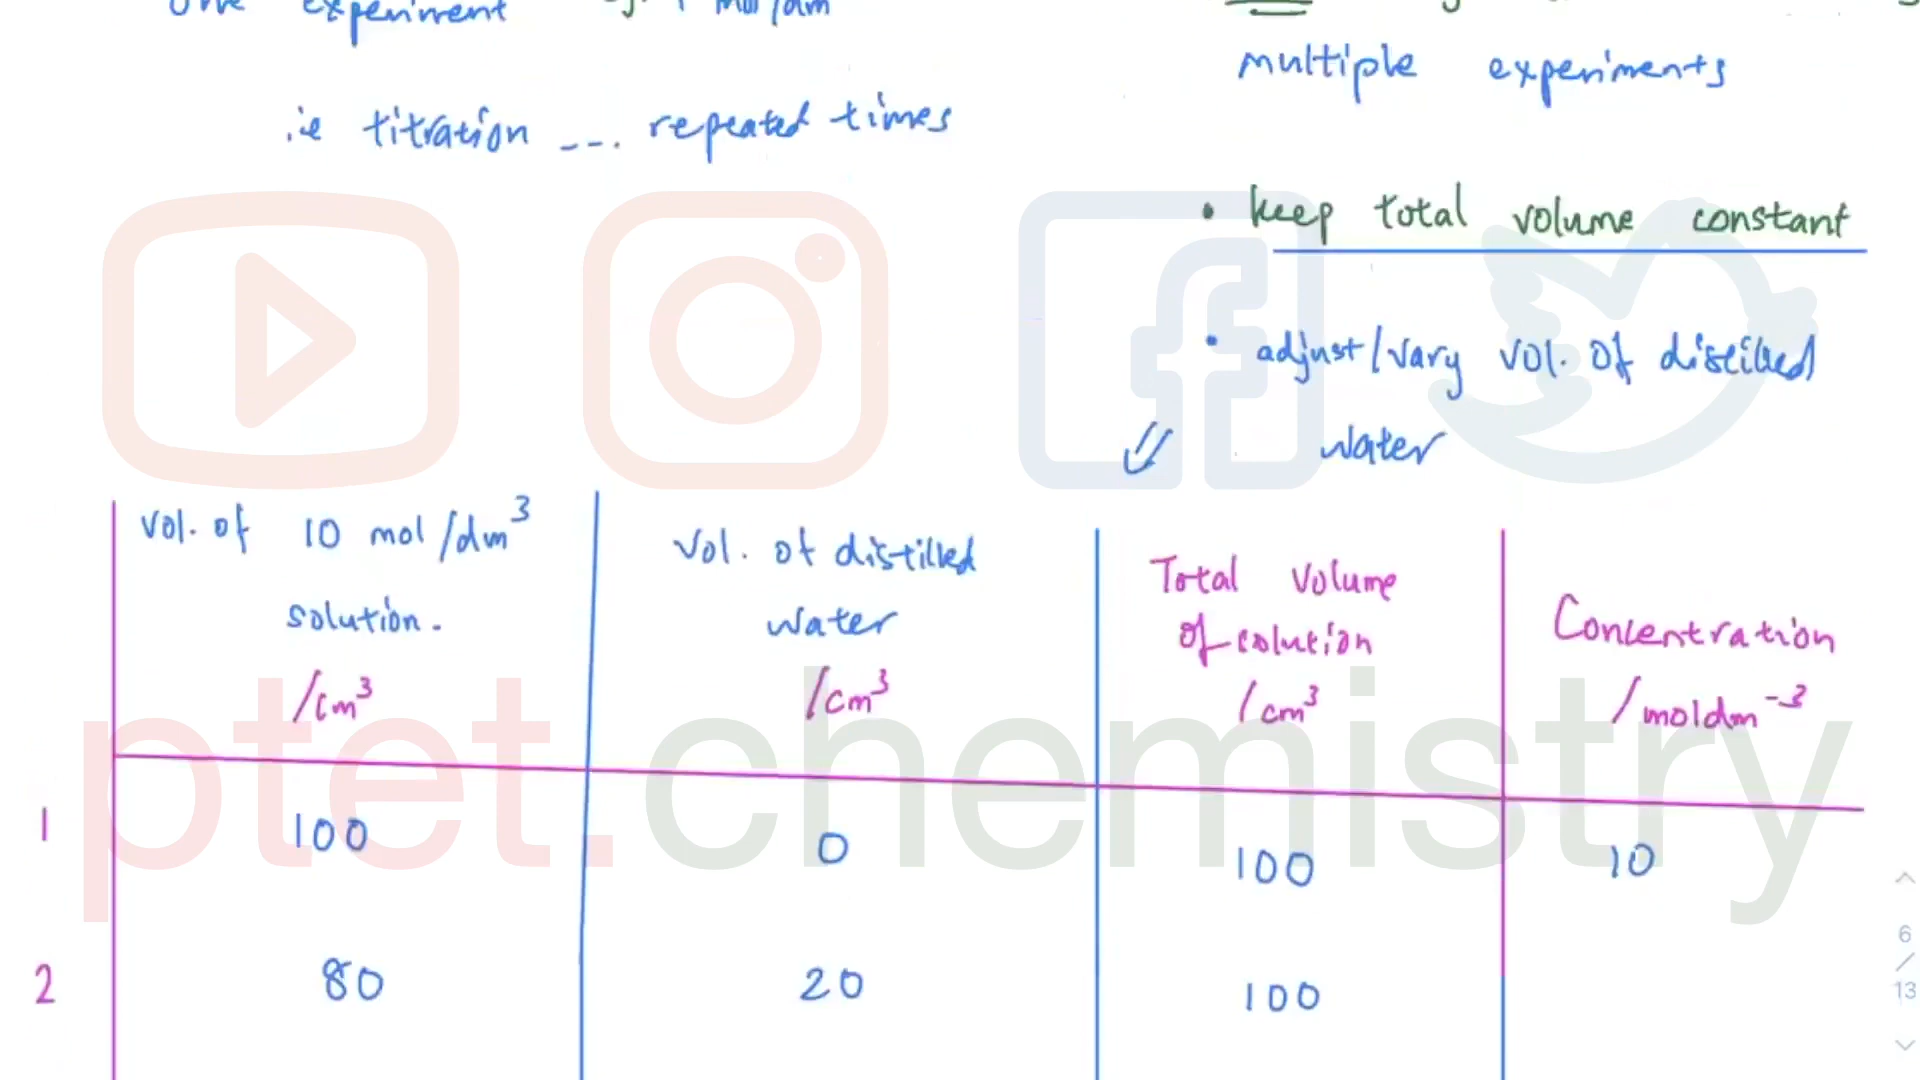 one experiment
multiple experiments
i.e titration ---. repeated times
• keep total volume constant
• adjust/vary vol. of distilled
water
vol. of 10 mol/dm³
solution.
/cm³
Vol. of distilled
water
/cm³
Total Volume
of solution
/cm³
Concentration
/moldm⁻³
ptet.chemistry
1 100 0 100 10
2 80 20 100
6
/
13